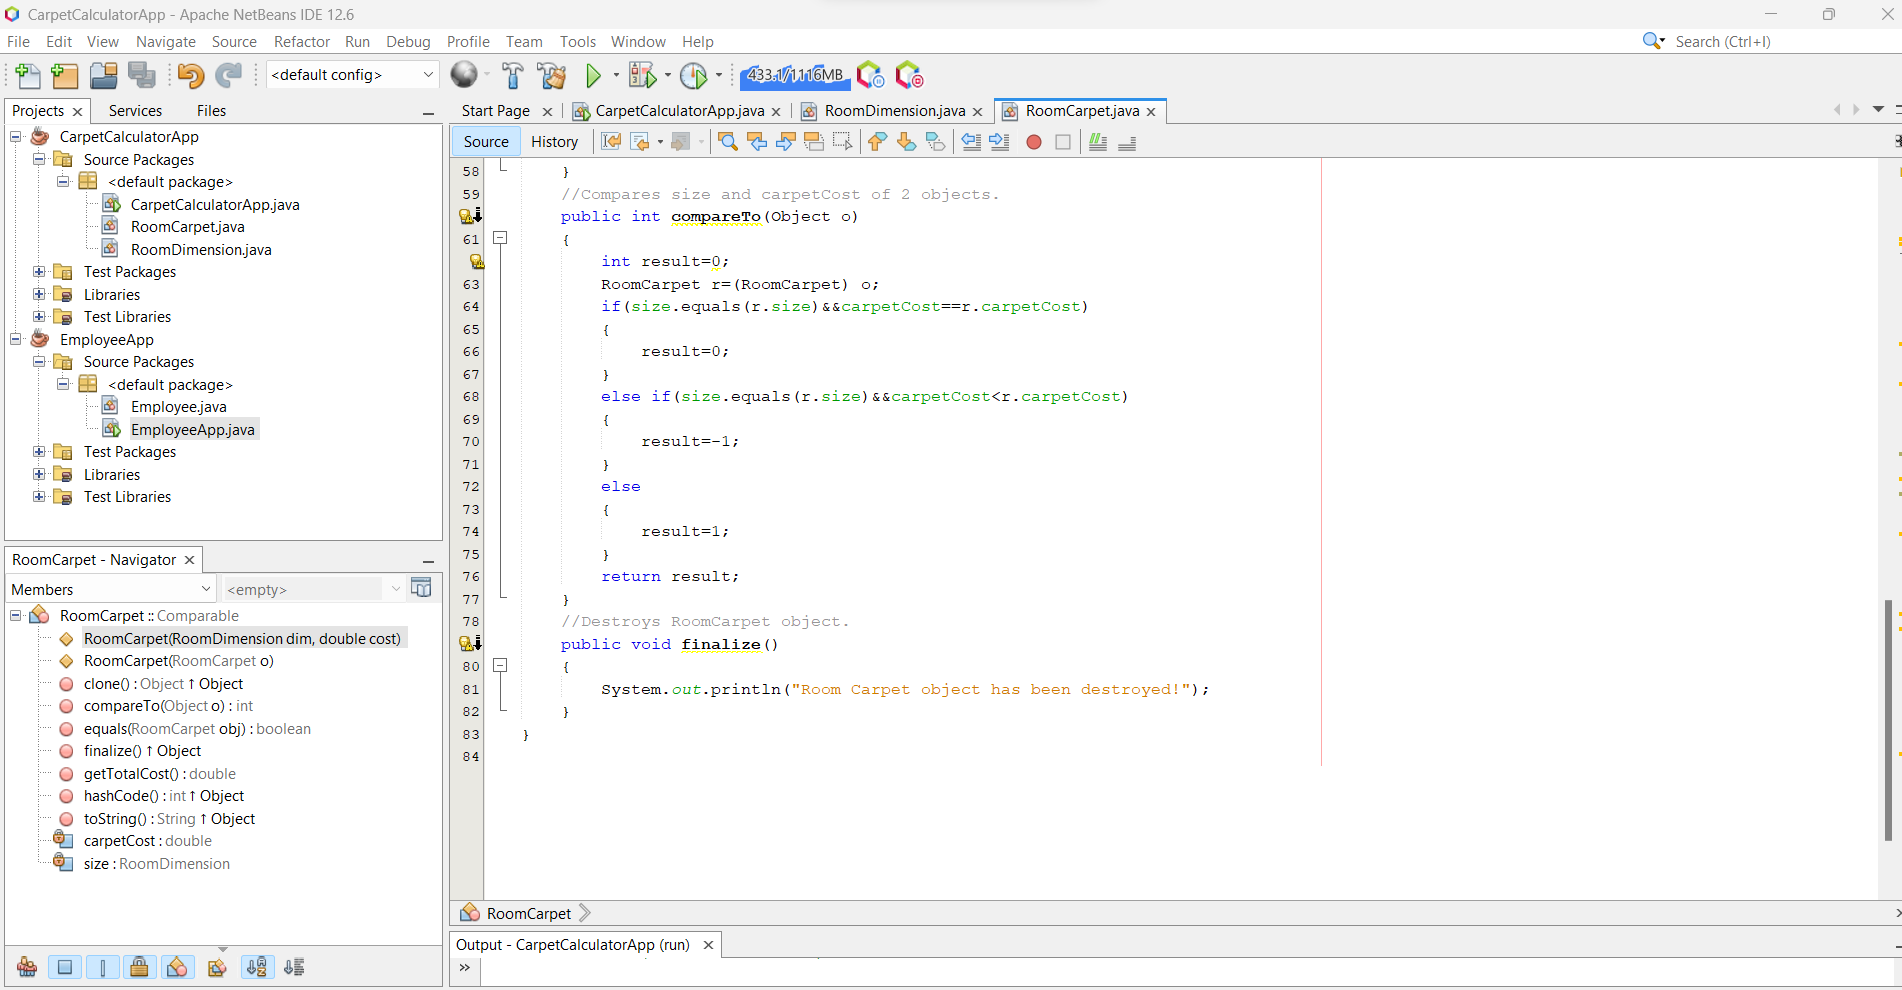 CarpetCalculatorApp - Apache NetBeans IDE 12.6
File Edit View Navigate Source Refactor Run Debug Profile Team Tools Window Help Search (Ctrl+I)
<default config> 433.1/1116MB
Projects Services Files
CarpetCalculatorApp
Source Packages
<default package>
CarpetCalculatorApp.java
RoomCarpet.java
RoomDimension.java
Test Packages
Libraries
Test Libraries
EmployeeApp
Source Packages
<default package>
Employee.java
EmployeeApp.java
Test Packages
Libraries
Test Libraries
RoomCarpet - Navigator
Members <empty>
RoomCarpet :: Comparable
RoomCarpet(RoomDimension dim, double cost)
RoomCarpet(RoomCarpet o)
clone() : Object ↑ Object
compareTo(Object o) : int
equals(RoomCarpet obj) : boolean
finalize() ↑ Object
getTotalCost() : double
hashCode() : int ↑ Object
toString() : String ↑ Object
carpetCost : double
size : RoomDimension
Start Page CarpetCalculatorApp.java RoomDimension.java RoomCarpet.java
Source History
58 }
59 //Compares size and carpetCost of 2 objects.
public int compareTo(Object o)
61 {
int result=0;
63 RoomCarpet r=(RoomCarpet) o;
64 if(size.equals(r.size)&&carpetCost==r.carpetCost)
65 {
66 result=0;
67 }
68 else if(size.equals(r.size)&&carpetCost<r.carpetCost)
69 {
70 result=-1;
71 }
72 else
73 {
74 result=1;
75 }
76 return result;
77 }
78 //Destroys RoomCarpet object.
public void finalize()
80 {
81 System.out.println("Room Carpet object has been destroyed!");
82 }
83 }
84
RoomCarpet
Output - CarpetCalculatorApp (run)